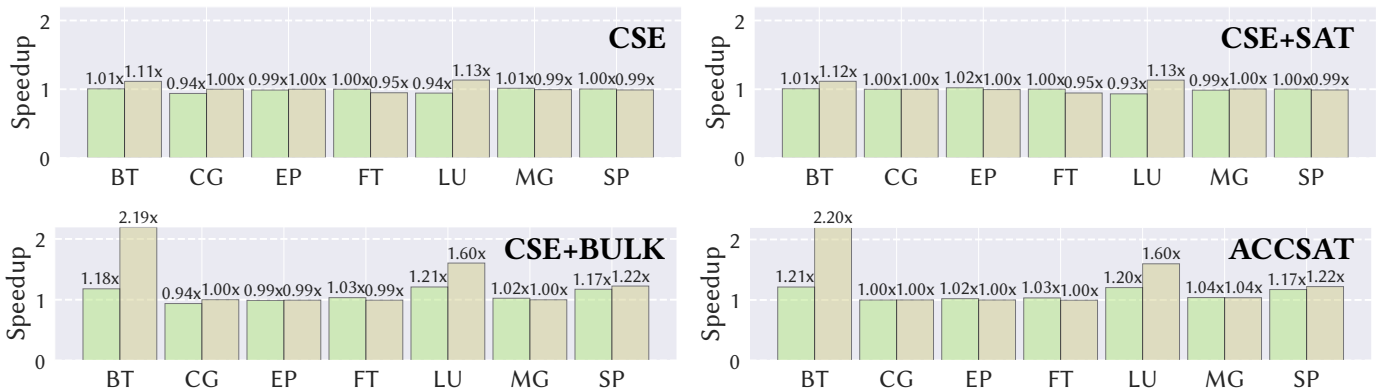 CSE
Speedup
2
1
0
1.01x 1.11x 0.94x 1.00x 0.99x 1.00x 1.00x 0.95x 0.94x 1.13x 1.01x 0.99x 1.00x 0.99x
BT CG EP FT LU MG SP
CSE+SAT
Speedup
2
1
0
1.01x 1.12x 1.00x 1.00x 1.02x 1.00x 1.00x 0.95x 0.93x 1.13x 0.99x 1.00x 1.00x 0.99x
BT CG EP FT LU MG SP
CSE+BULK
Speedup
2
1
0
1.18x 2.19x 0.94x 1.00x 0.99x 0.99x 1.03x 0.99x 1.21x 1.60x 1.02x 1.00x 1.17x 1.22x
BT CG EP FT LU MG SP
ACCSAT
Speedup
2
1
0
1.21x 2.20x 1.00x 1.00x 1.02x 1.00x 1.03x 1.00x 1.20x 1.60x 1.04x 1.04x 1.17x 1.22x
BT CG EP FT LU MG SP